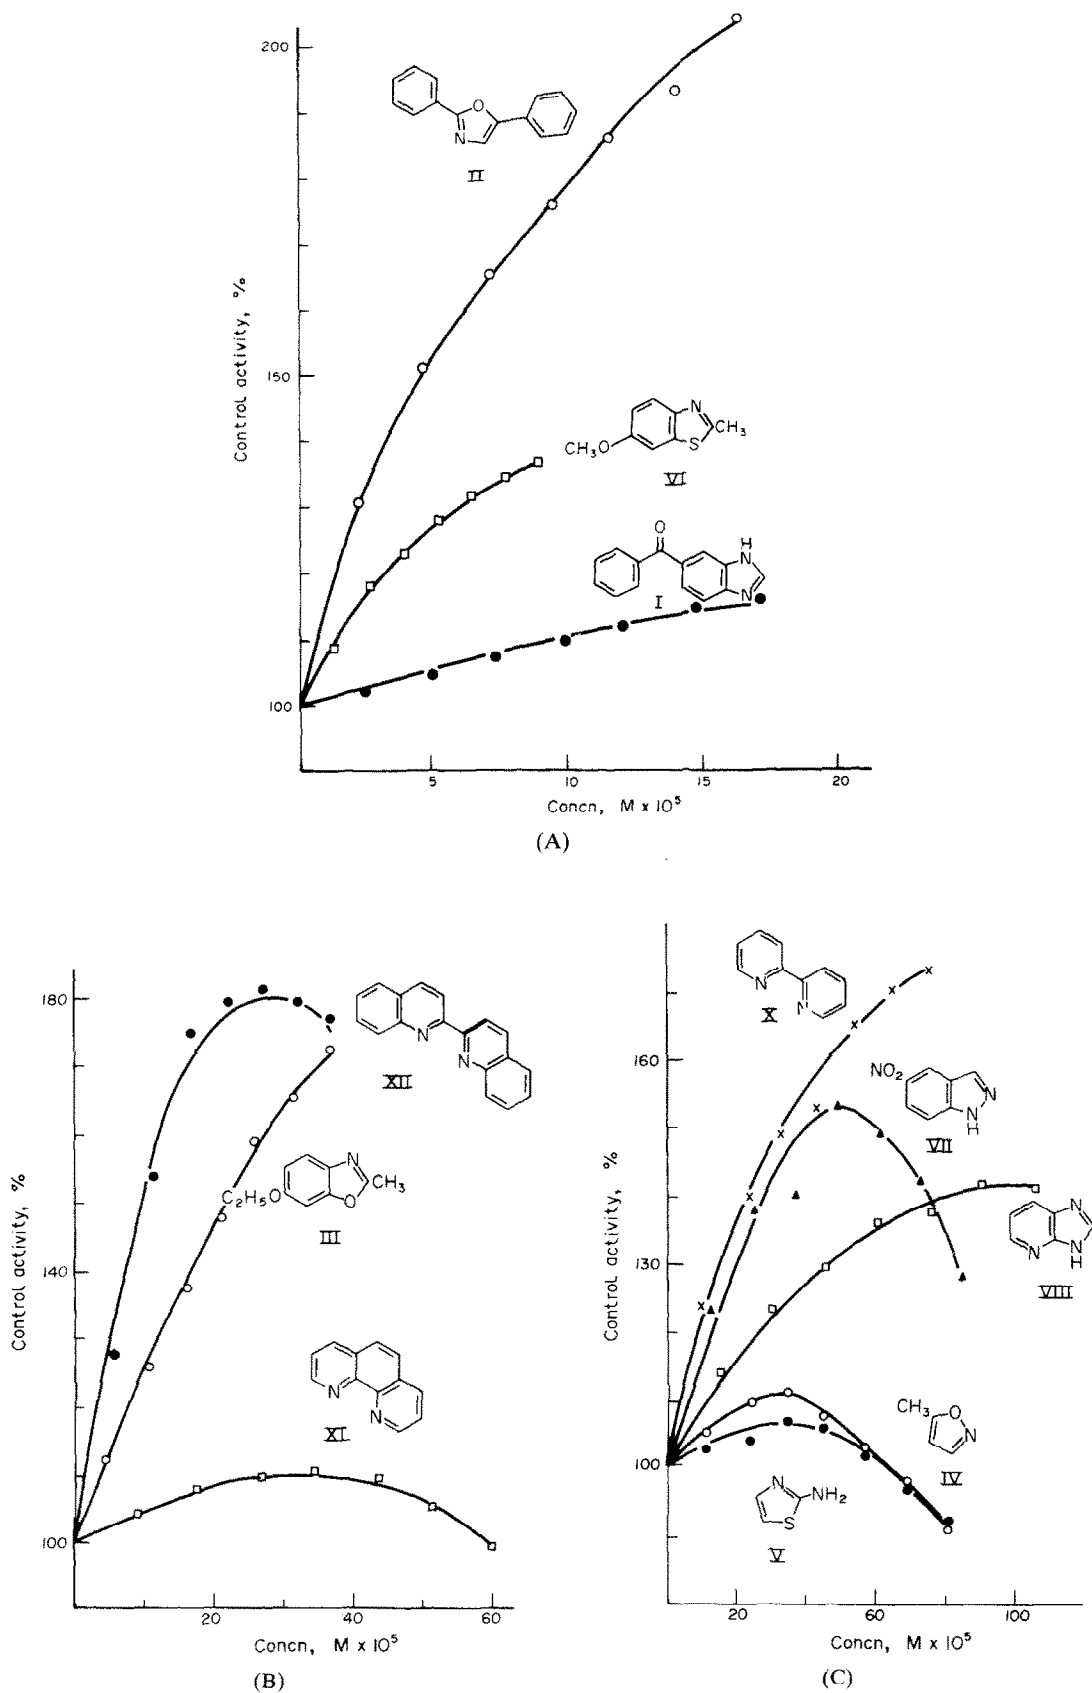 200
O
N
II
Control activity, %
150
N
CH₃O
S
CH₃
VI
O
H
N
N
I
100
5
10
15
20
Concn, M x 10⁵
(A)
180
N
N
XII
Control activity, %
140
N
CH₃
C₂H₅O
O
III
N
N
XI
100
20
40
60
Concn, M x 10⁵
(B)
N
N
X
160
NO₂
N
N
H
VII
Control activity, %
130
N
N
N
H
VIII
CH₃
O
N
IV
100
N
NH₂
S
V
20
60
100
Concn, M x 10⁵
(C)